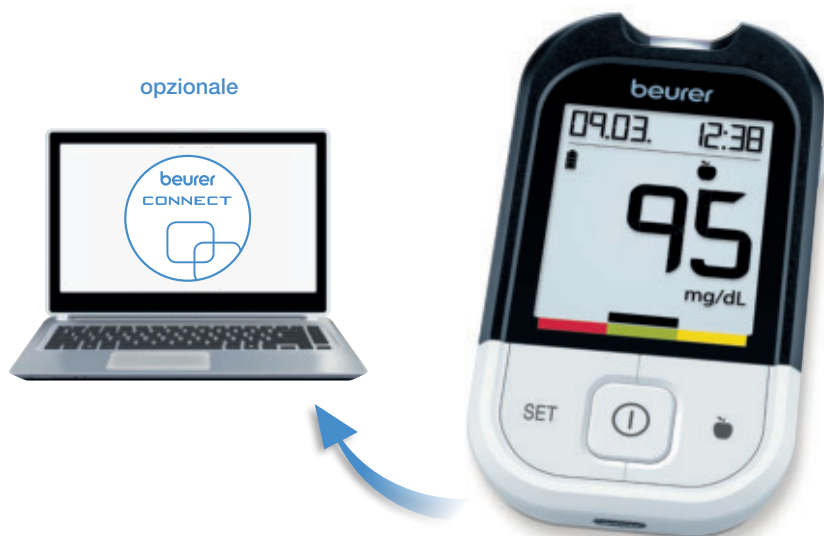 opzionale
beurer
CONNECT
beurer
09.03. 12:38
95
mg/dL
SET